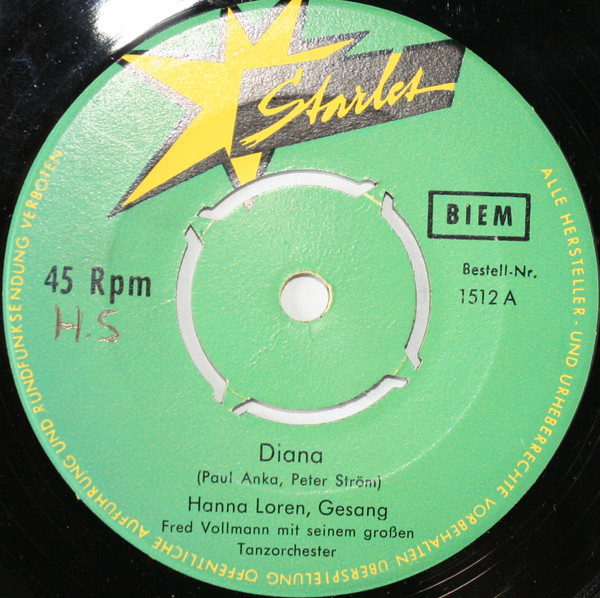 Starlet
BIEM
45 Rpm
H.S
Bestell-Nr.
1512 A
Diana
(Paul Anka, Peter Ström)
Hanna Loren, Gesang
Fred Vollmann mit seinem großen
Tanzorchester
ALLE HERSTELLER- UND URHEBERRECHTE VORBEHALTEN ÜBERSPIELUNG ÖFFENTLICHE AUFFÜHRUNG UND RUNDFUNKSENDUNG VERBOTEN